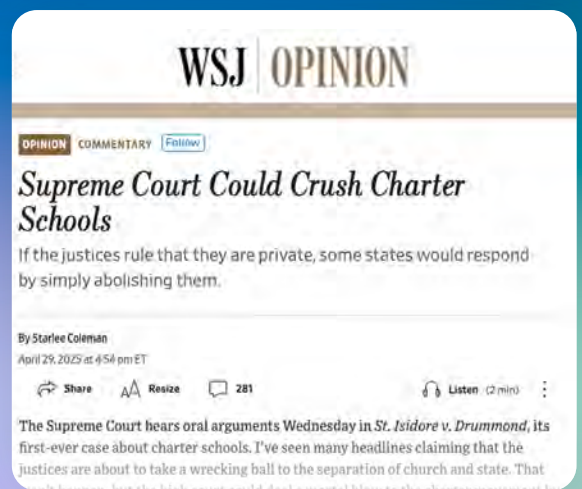 WSJ OPINION
OPINION COMMENTARY Follow
Supreme Court Could Crush Charter
Schools
If the justices rule that they are private, some states would respond
by simply abolishing them.
By Starlee Coleman
April 29, 2025 at 4:54 pm ET
Share AA Resize 281 Listen (2 min)
The Supreme Court hears oral arguments Wednesday in St. Isidore v. Drummond, its
first-ever case about charter schools. I've seen many headlines claiming that the
justices are about to take a wrecking ball to the separation of church and state. That